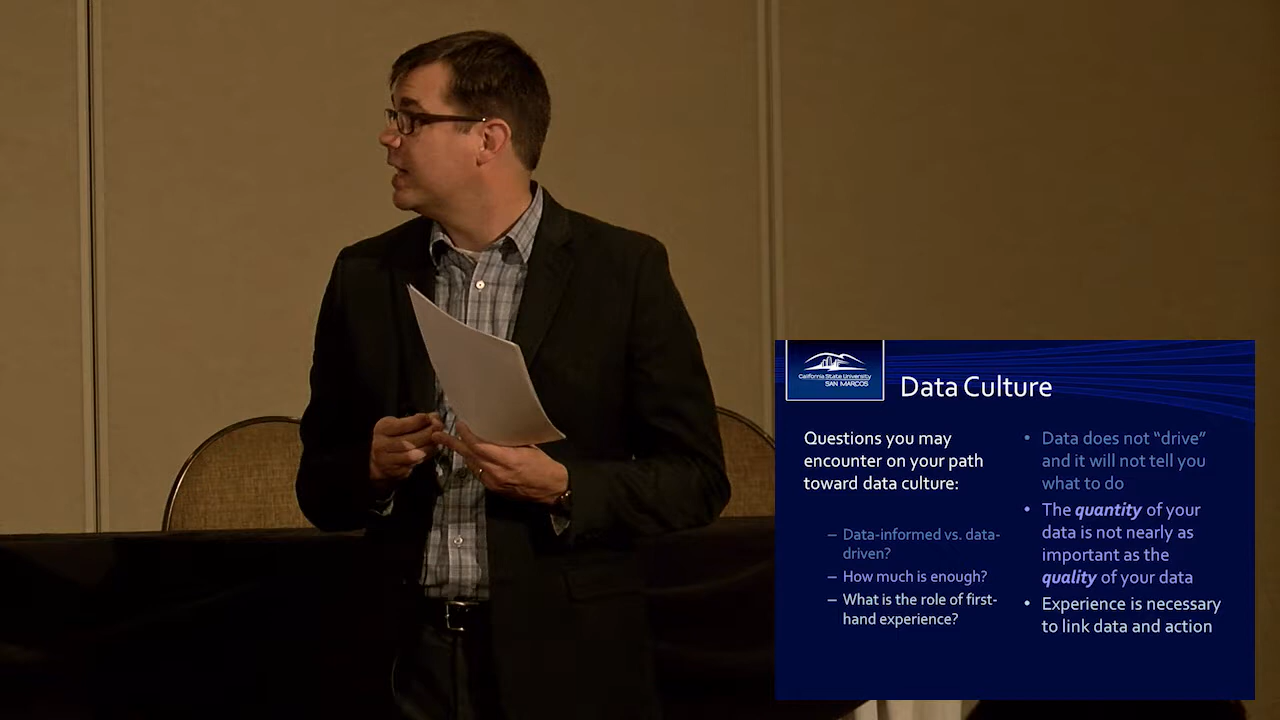 California State University
SAN MARCOS
Data Culture
Questions you may
encounter on your path
toward data culture:
– Data-informed vs. data-
driven?
– How much is enough?
– What is the role of first-
hand experience?
• Data does not “drive”
and it will not tell you
what to do
• The quantity of your
data is not nearly as
important as the
quality of your data
• Experience is necessary
to link data and action